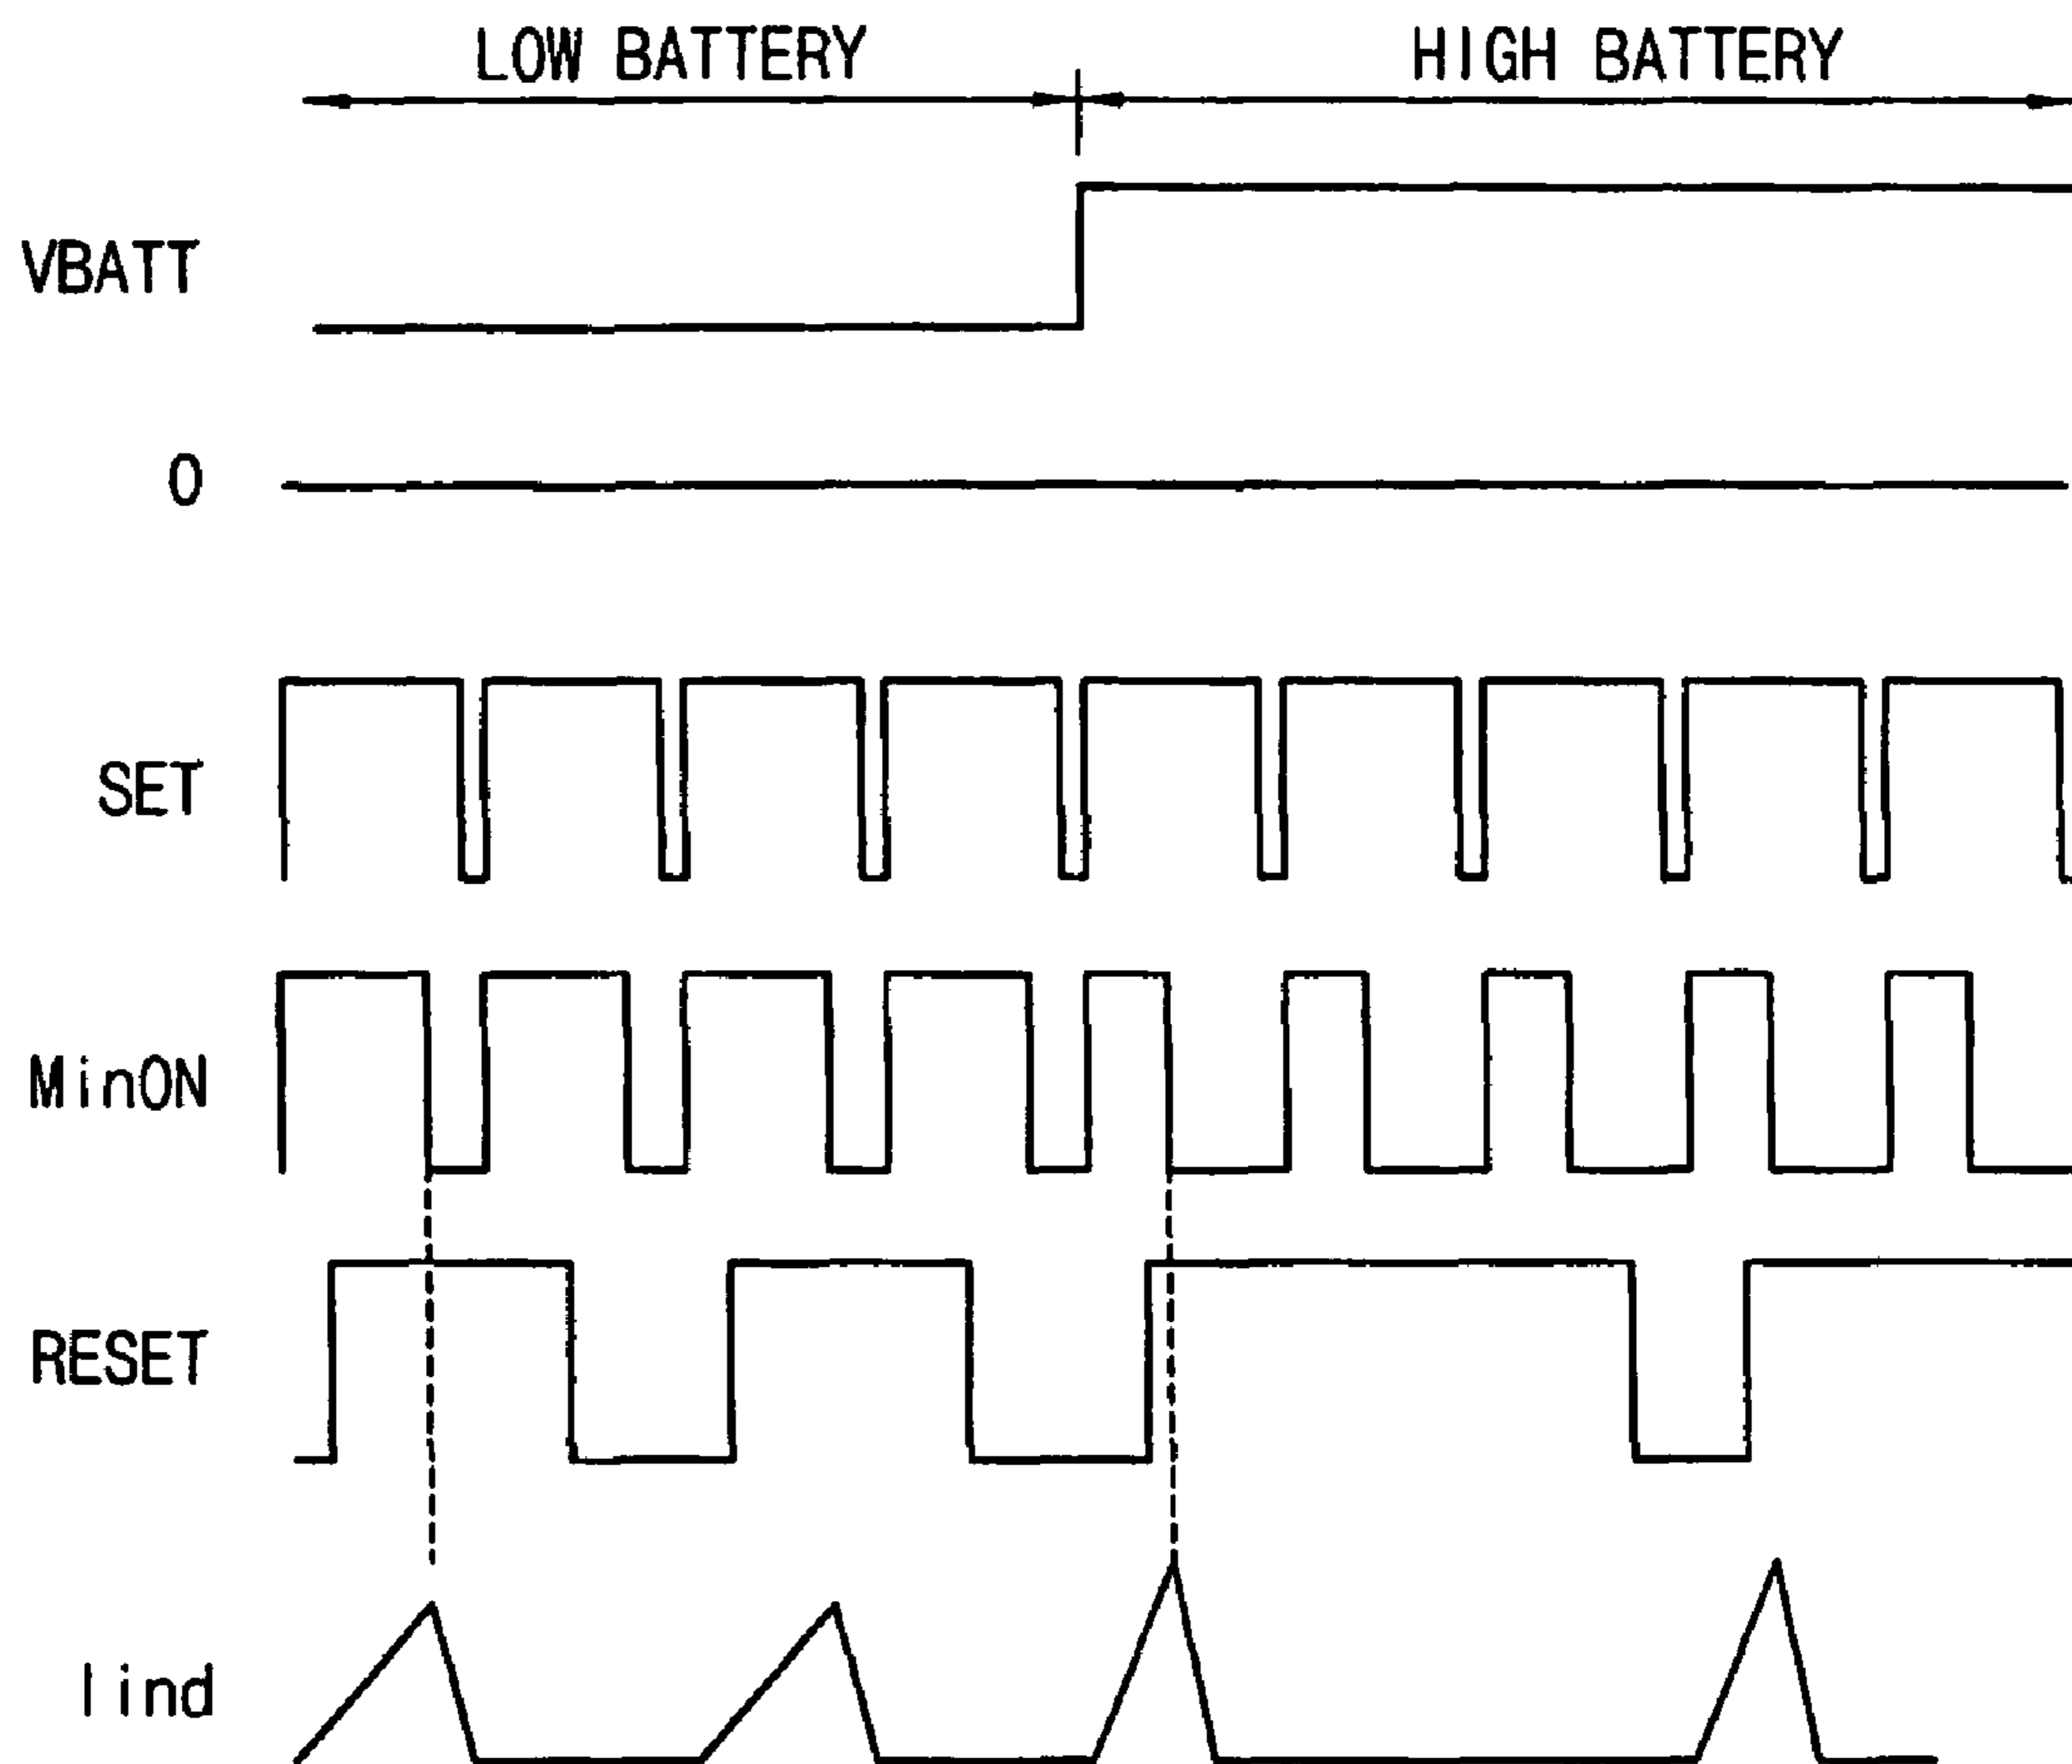 LOW BATTERY
HIGH BATTERY
VBATT
0
SET
MinON
RESET
Iind